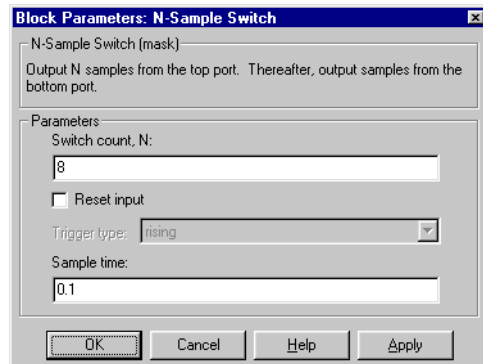 Block Parameters: N-Sample Switch
N-Sample Switch (mask)
Output N samples from the top port. Thereafter, output samples from the
bottom port.
Parameters
Switch count, N:
8
Reset input
Trigger type: rising
Sample time:
0.1
OK Cancel Help Apply